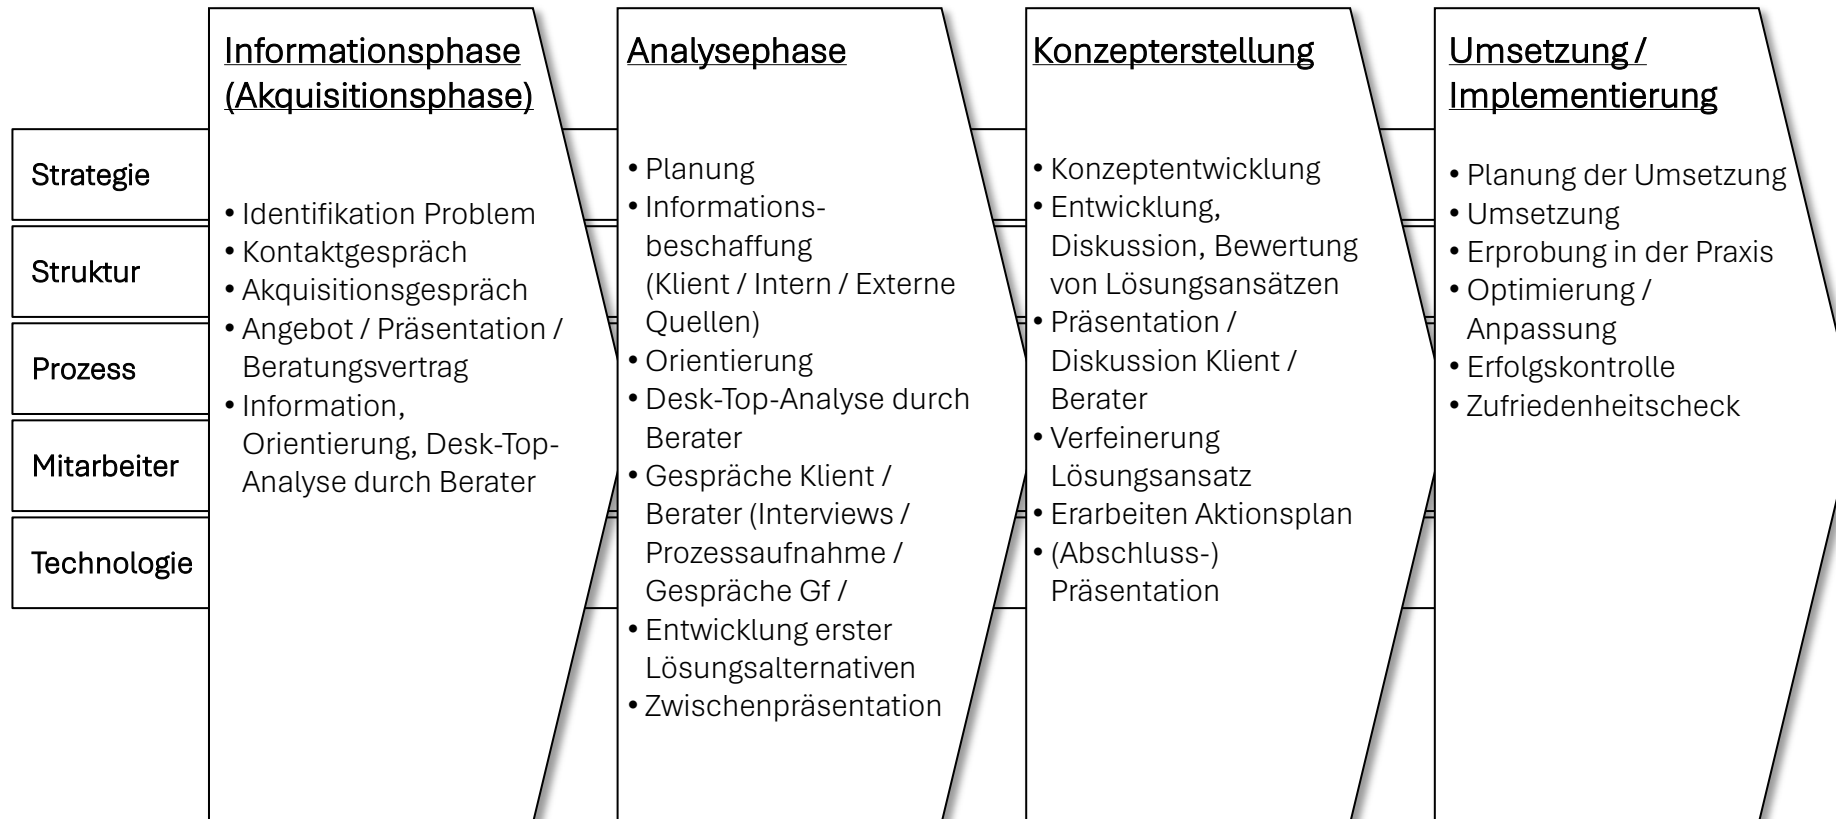 Strategie
Struktur
Prozess
Mitarbeiter
Technologie
Informationsphase
(Akquisitionsphase)
• Identifikation Problem
• Kontaktgespräch
• Akquisitionsgespräch
• Angebot / Präsentation /
Beratungsvertrag
• Information,
Orientierung, Desk-Top-
Analyse durch Berater
Analysephase
• Planung
• Informations-
beschaffung
(Klient / Intern / Externe
Quellen)
• Orientierung
• Desk-Top-Analyse durch
Berater
• Gespräche Klient /
Berater (Interviews /
Prozessaufnahme /
Gespräche Gf /
• Entwicklung erster
Lösungsalternativen
• Zwischenpräsentation
Konzepterstellung
• Konzeptentwicklung
• Entwicklung,
Diskussion, Bewertung
von Lösungsansätzen
• Präsentation /
Diskussion Klient /
Berater
• Verfeinerung
Lösungsansatz
• Erarbeiten Aktionsplan
• (Abschluss-)
Präsentation
Umsetzung /
Implementierung
• Planung der Umsetzung
• Umsetzung
• Erprobung in der Praxis
• Optimierung /
Anpassung
• Erfolgskontrolle
• Zufriedenheitscheck